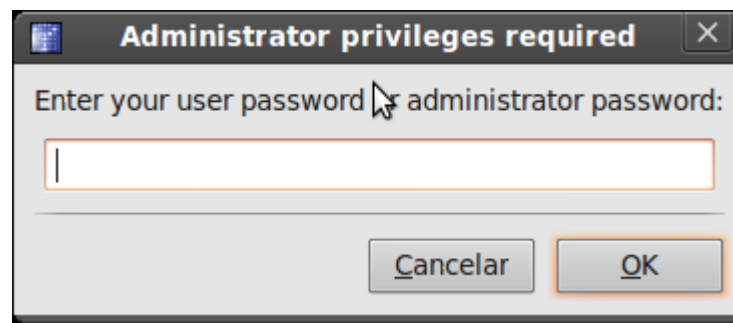 Administrator privileges required
Enter your user password r administrator password:
Cancelar
OK